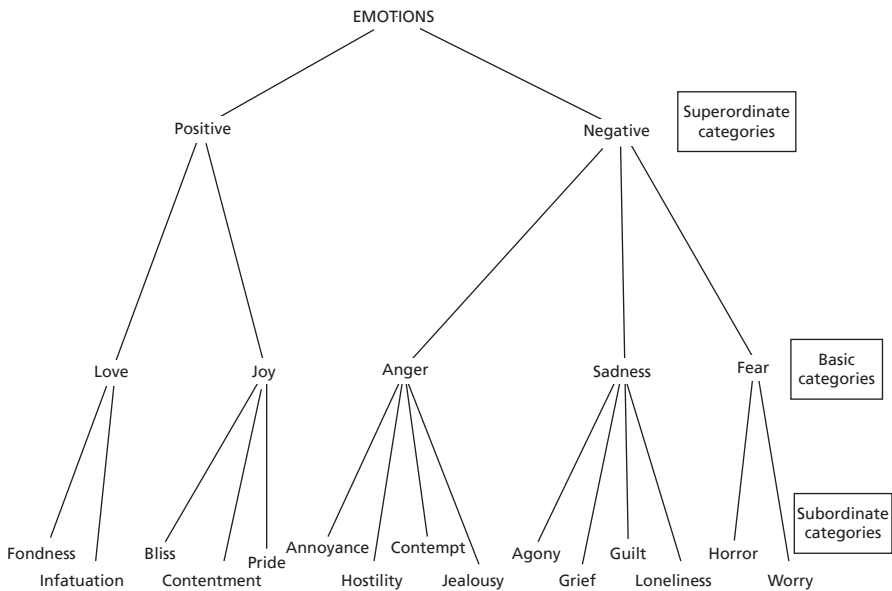 EMOTIONS
Positive
Negative
Superordinate
categories
Love
Joy
Anger
Sadness
Fear
Basic
categories
Fondness
Infatuation
Bliss
Contentment
Pride
Annoyance
Hostility
Contempt
Jealousy
Agony
Grief
Guilt
Loneliness
Horror
Worry
Subordinate
categories